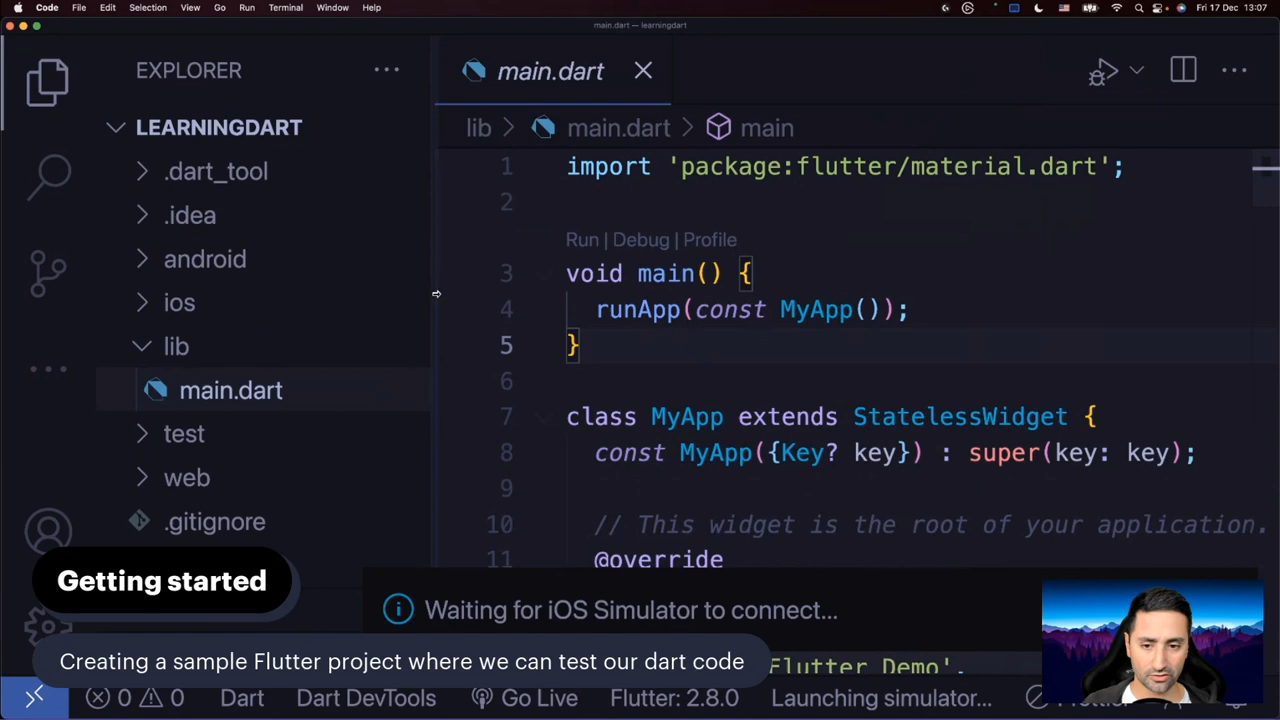 Code File Edit Selection View Go Run Terminal Window Help Fri 17 Dec 13:07
main.dart — learningdart
EXPLORER
LEARNINGDART
.dart_tool
.idea
android
ios
lib
main.dart
test
web
.gitignore
main.dart
lib main.dart main
1 import 'package:flutter/material.dart';
2
Run | Debug | Profile
3 void main() {
4 runApp(const MyApp());
5 }
6
7 class MyApp extends StatelessWidget {
8 const MyApp({Key? key}) : super(key: key);
9
10 // This widget is the root of your application.
11 @override
Waiting for iOS Simulator to connect...
Flutter Demo',
Getting started
Creating a sample Flutter project where we can test our dart code
0 0 Dart Dart DevTools Go Live Flutter: 2.8.0 Launching simulator...